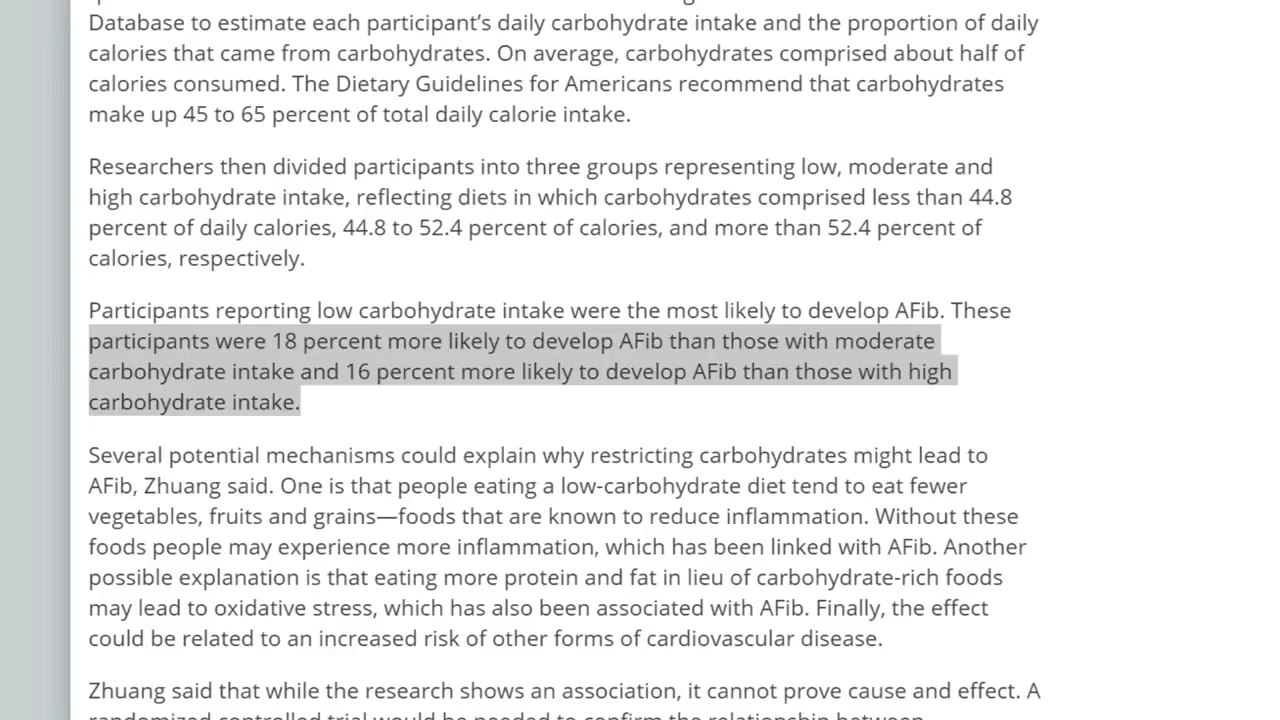 Database to estimate each participant’s daily carbohydrate intake and the proportion of daily
calories that came from carbohydrates. On average, carbohydrates comprised about half of
calories consumed. The Dietary Guidelines for Americans recommend that carbohydrates
make up 45 to 65 percent of total daily calorie intake.
Researchers then divided participants into three groups representing low, moderate and
high carbohydrate intake, reflecting diets in which carbohydrates comprised less than 44.8
percent of daily calories, 44.8 to 52.4 percent of calories, and more than 52.4 percent of
calories, respectively.
Participants reporting low carbohydrate intake were the most likely to develop AFib. These
participants were 18 percent more likely to develop AFib than those with moderate
carbohydrate intake and 16 percent more likely to develop AFib than those with high
carbohydrate intake.
Several potential mechanisms could explain why restricting carbohydrates might lead to
AFib, Zhuang said. One is that people eating a low-carbohydrate diet tend to eat fewer
vegetables, fruits and grains—foods that are known to reduce inflammation. Without these
foods people may experience more inflammation, which has been linked with AFib. Another
possible explanation is that eating more protein and fat in lieu of carbohydrate-rich foods
may lead to oxidative stress, which has also been associated with AFib. Finally, the effect
could be related to an increased risk of other forms of cardiovascular disease.
Zhuang said that while the research shows an association, it cannot prove cause and effect. A
randomized controlled trial would be needed to confirm the relationship between